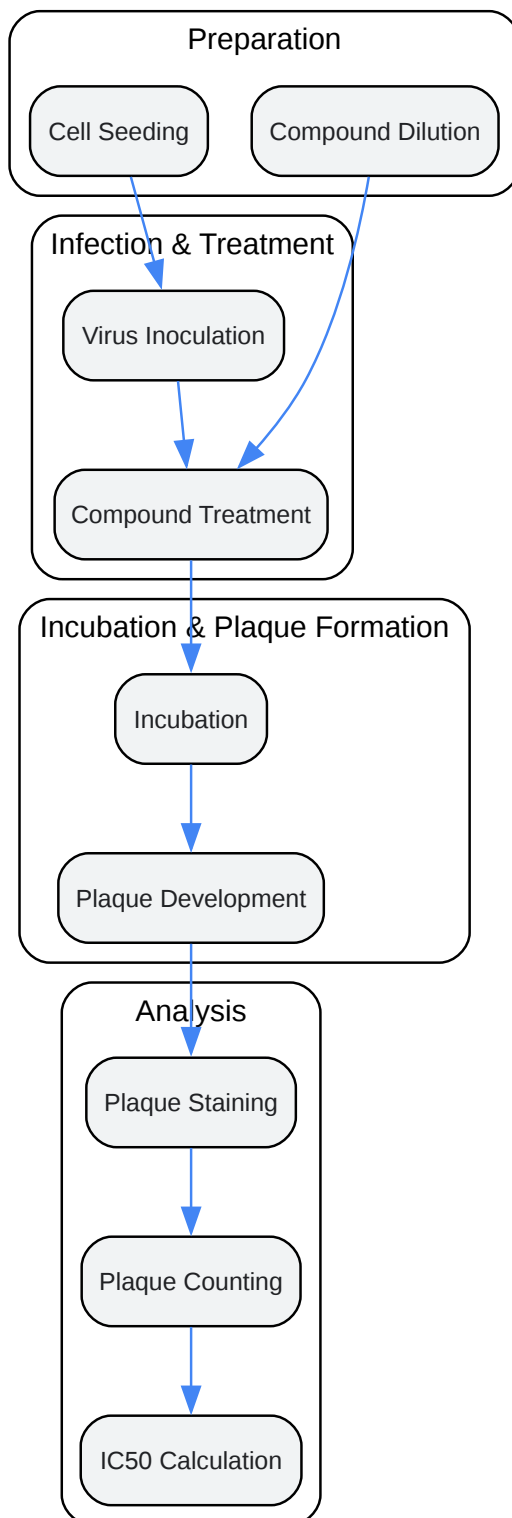 Preparation
Cell Seeding
Compound Dilution
Infection & Treatment
Virus Inoculation
Compound Treatment
Incubation & Plaque Formation
Incubation
Plaque Development
Analysis
Plaque Staining
Plaque Counting
IC50 Calculation